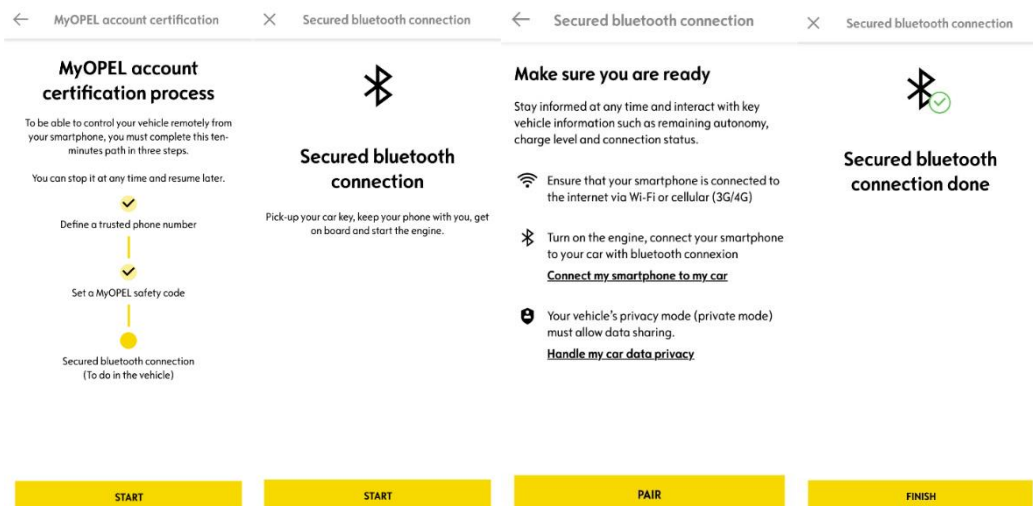 MyOPEL account certification
MyOPEL account
certification process
To be able to control your vehicle remotely from
your smartphone, you must complete this ten-
minutes path in three steps.
You can stop it at any time and resume later.
Define a trusted phone number
Set a MyOPEL safety code
Secured bluetooth connection
(To do in the vehicle)
START
Secured bluetooth connection
Secured bluetooth
connection
Pick-up your car key, keep your phone with you, get
on board and start the engine.
START
Secured bluetooth connection
Make sure you are ready
Stay informed at any time and interact with key
vehicle information such as remaining autonomy,
charge level and connection status.
Ensure that your smartphone is connected to
the internet via Wi-Fi or cellular (3G/4G)
Turn on the engine, connect your smartphone
to your car with bluetooth connexion
Connect my smartphone to my car
Your vehicle's privacy mode (private mode)
must allow data sharing.
Handle my car data privacy
PAIR
Secured bluetooth connection
Secured bluetooth
connection done
FINISH